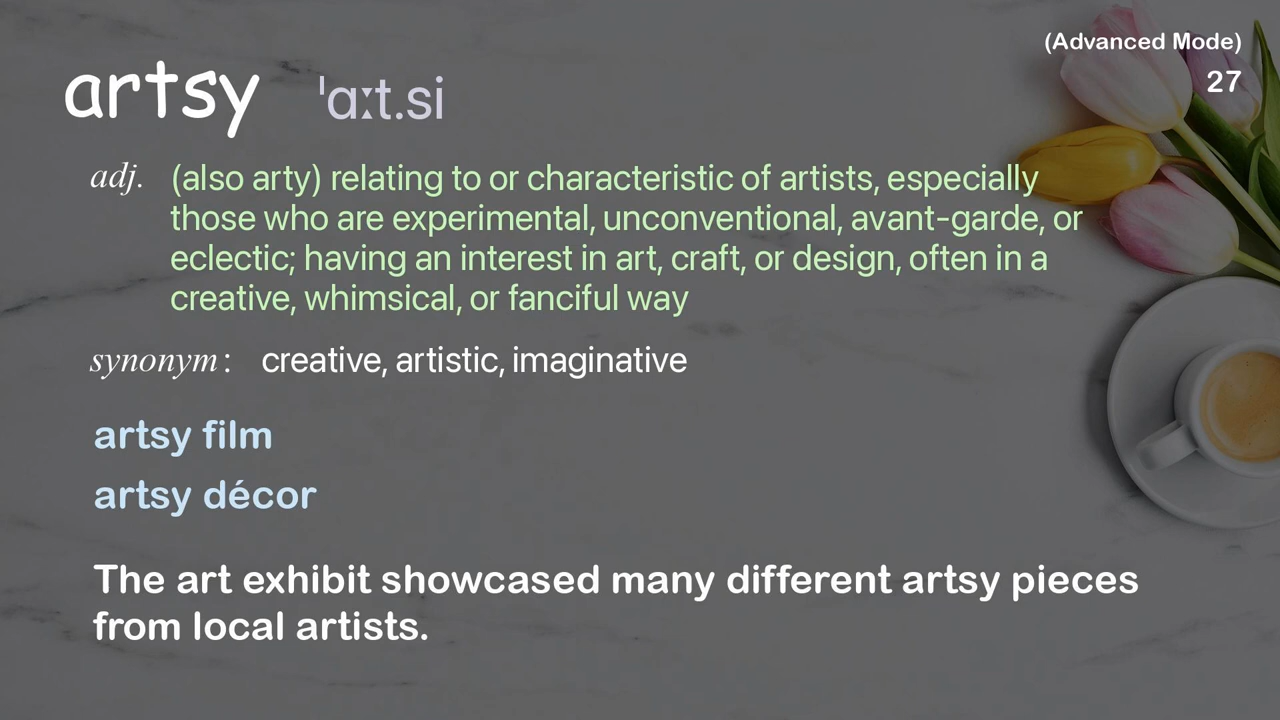 (Advanced Mode)
27
artsy ˈɑːt.si
adj. (also arty) relating to or characteristic of artists, especially
those who are experimental, unconventional, avant-garde, or
eclectic; having an interest in art, craft, or design, often in a
creative, whimsical, or fanciful way
synonym: creative, artistic, imaginative
artsy film
artsy décor
The art exhibit showcased many different artsy pieces
from local artists.